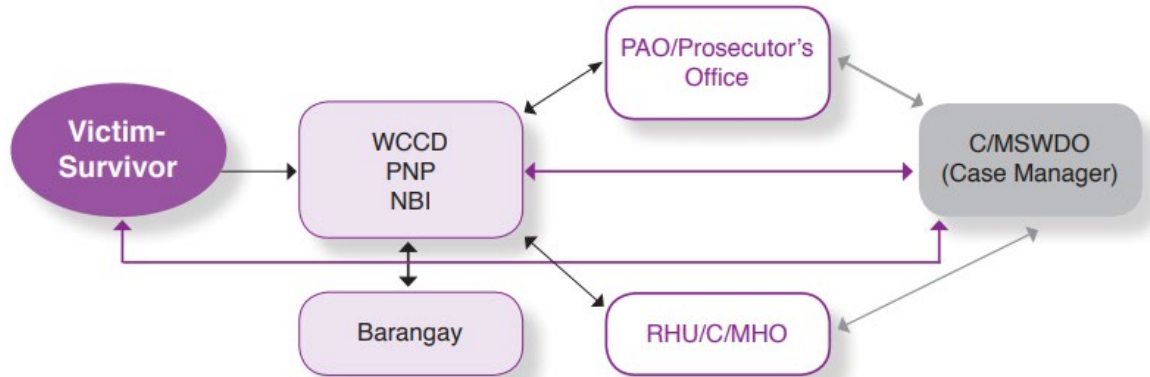 Victim-
Survivor
WCCD
PNP
NBI
PAO/Prosecutor's
Office
C/MSWDO
(Case Manager)
Barangay
RHU/C/MHO